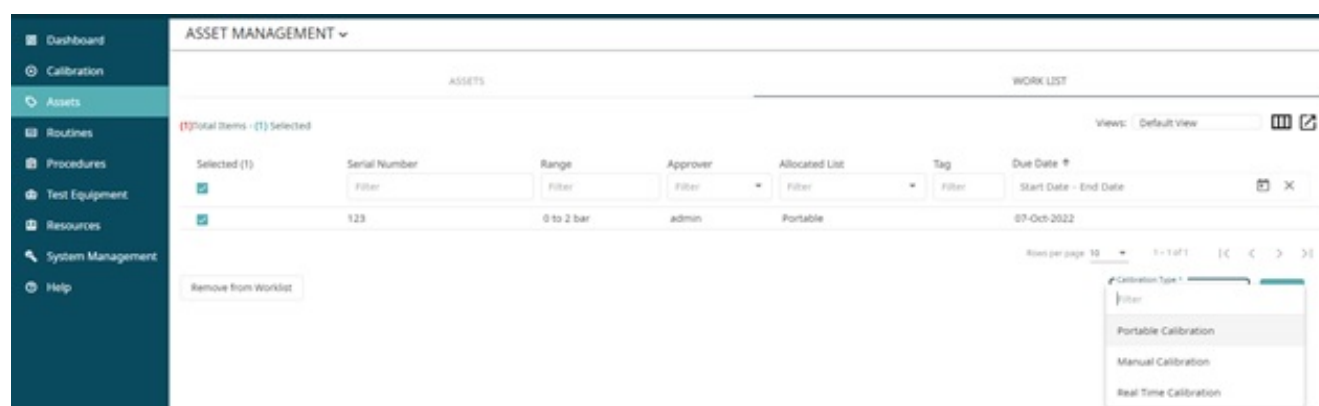 Dashboard
Calibration
Assets
Routines
Procedures
Test Equipment
Resources
System Management
Help
ASSET MANAGEMENT
ASSETS
WORK LIST
(1)Total Items - (1) Selected
Views: Default View
Selected (1) Serial Number Range Approver Allocated List Tag Due Date
Filter Filter Filter Filter Filter Start Date - End Date
123 0 to 2 bar admin Portable 07-Oct-2022
Rows per page: 10 1-1 of 1
Remove from Worklist
Calibration Type *
Filter
Portable Calibration
Manual Calibration
Real Time Calibration